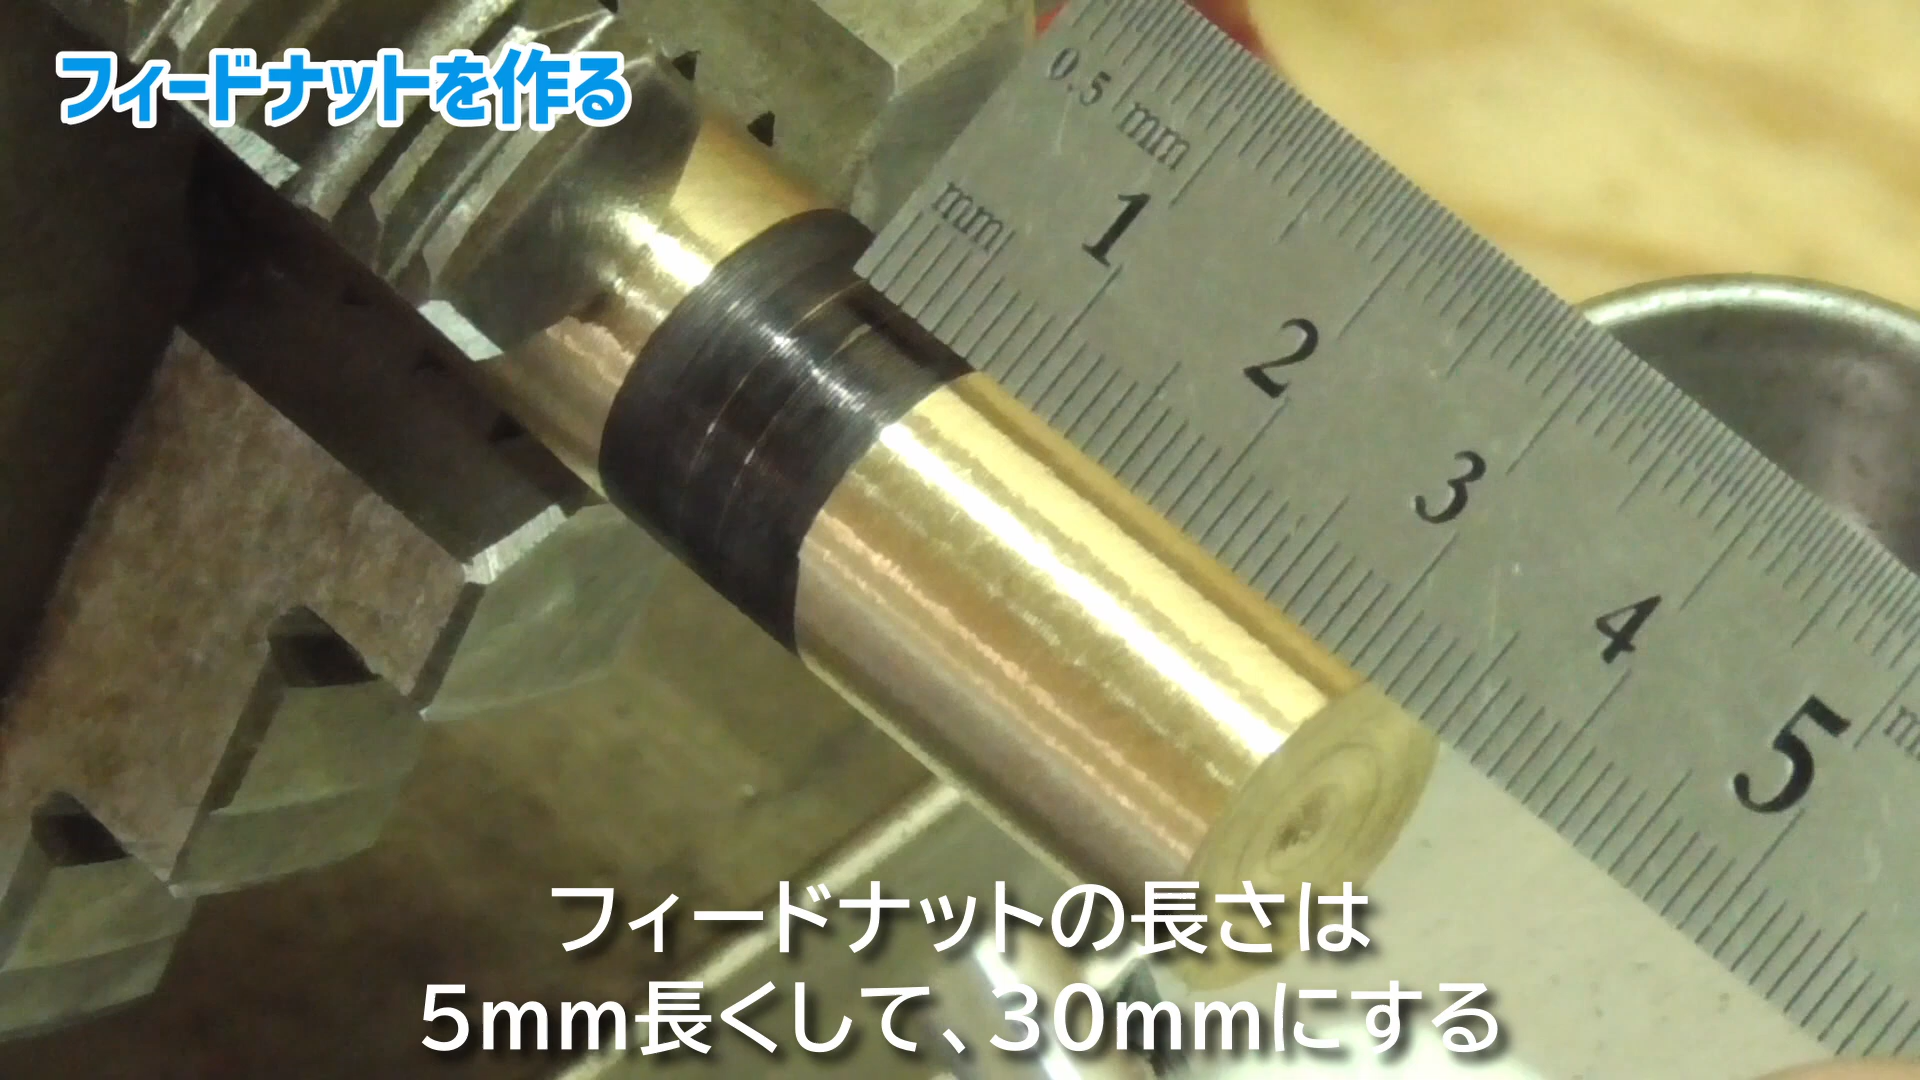 フィードナットを作る
0.5 mm
mm
1
2
3
4
5
フィードナットの長さは
5mm長くして、30mmにする